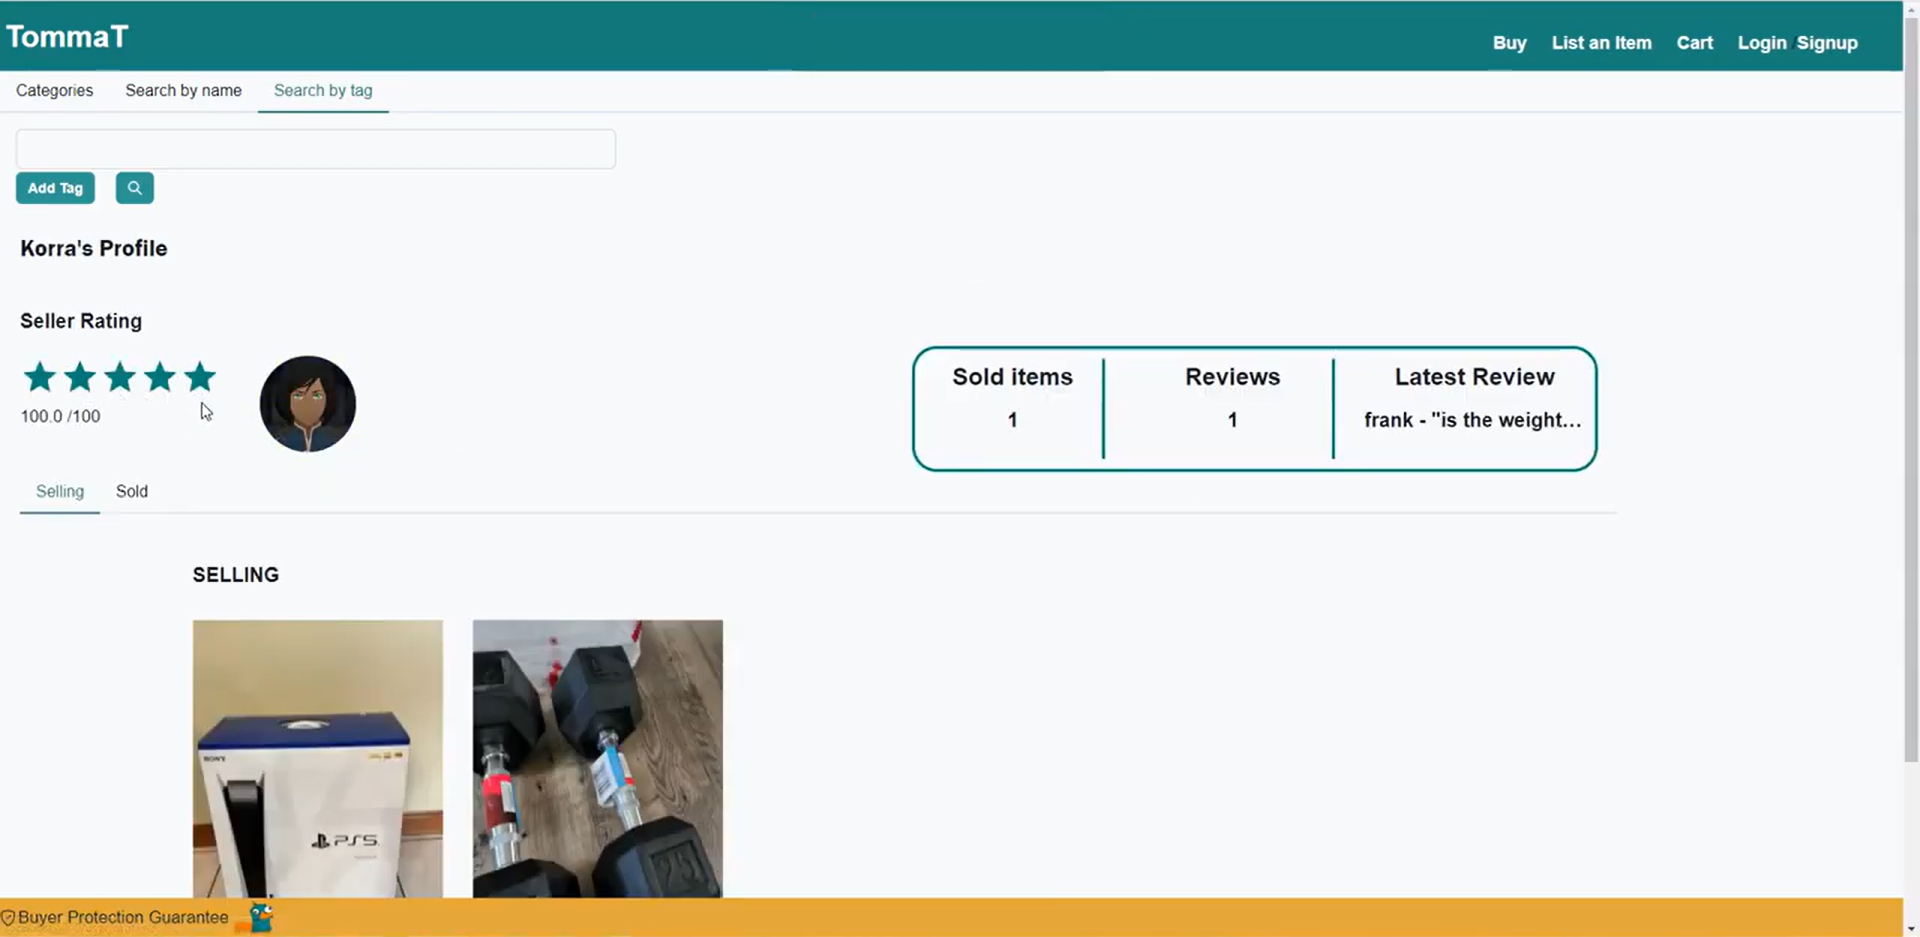 TommaT
Buy List an Item Cart Login Signup
Categories Search by name Search by tag
Add Tag
Korra's Profile
Seller Rating
100.0 /100
Sold items Reviews Latest Review
1 1 frank - "is the weight...
Selling Sold
SELLING
SONY
PS5
25
Buyer Protection Guarantee